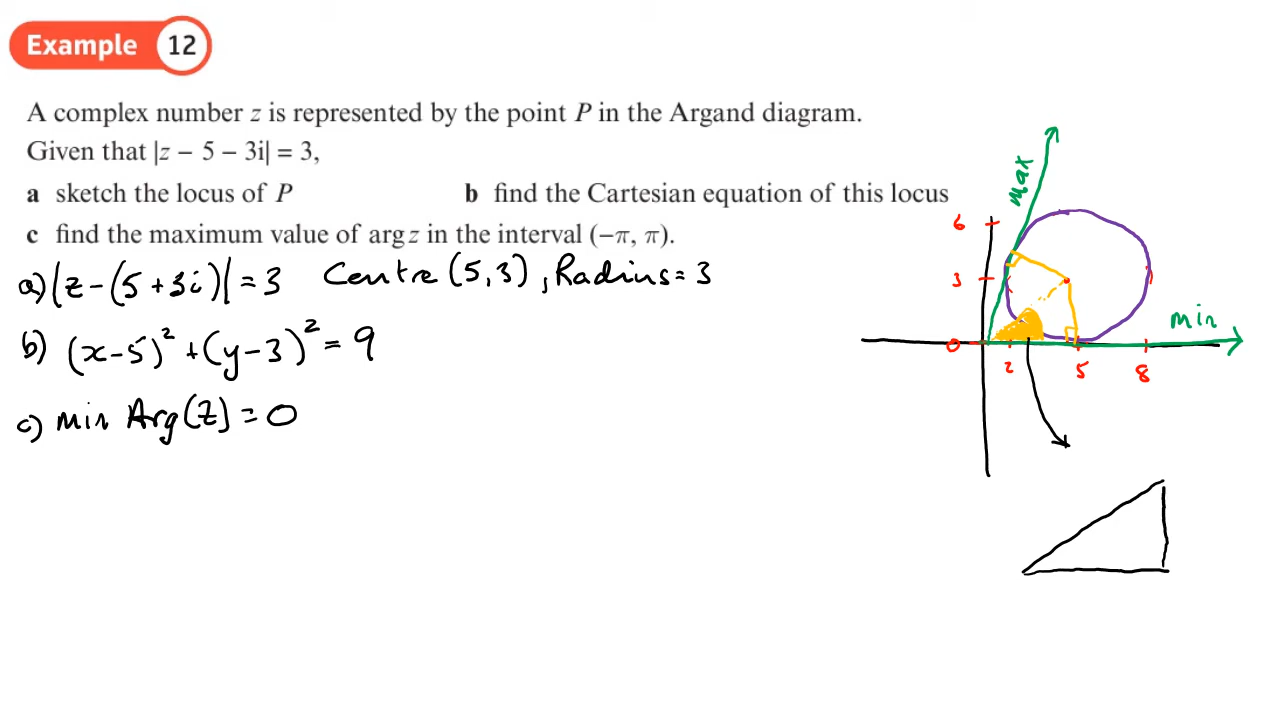 Example 12
A complex number z is represented by the point P in the Argand diagram.
Given that |z − 5 − 3i| = 3,
a sketch the locus of P
b find the Cartesian equation of this locus
c find the maximum value of arg z in the interval (−π, π).
a) |z − (5 + 3i)| = 3 Centre (5, 3), Radius = 3
b) (x − 5)² + (y − 3)² = 9
c) min Arg(z) = 0
max
6
3
min
0
2 5 8